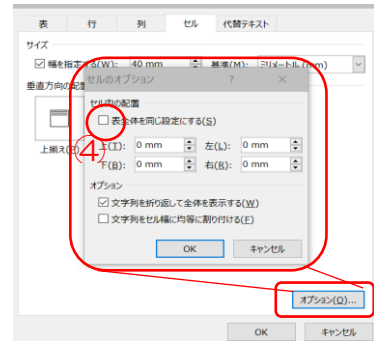 表 行 列 セル 代替テキスト
サイズ
幅を指定する(W): 40 mm 基準(M): ミリメートル (mm)
垂直方向の配置
上揃え(P)
セルのオプション ? ×
セル内の配置
表全体を同じ設定にする(S)
④
上(T): 0 mm 左(L): 0 mm
下(B): 0 mm 右(R): 0 mm
オプション
文字列を折り返して全体を表示する(W)
文字列をセル幅に均等に割り付ける(F)
OK キャンセル
オプション(O)...
OK キャンセル